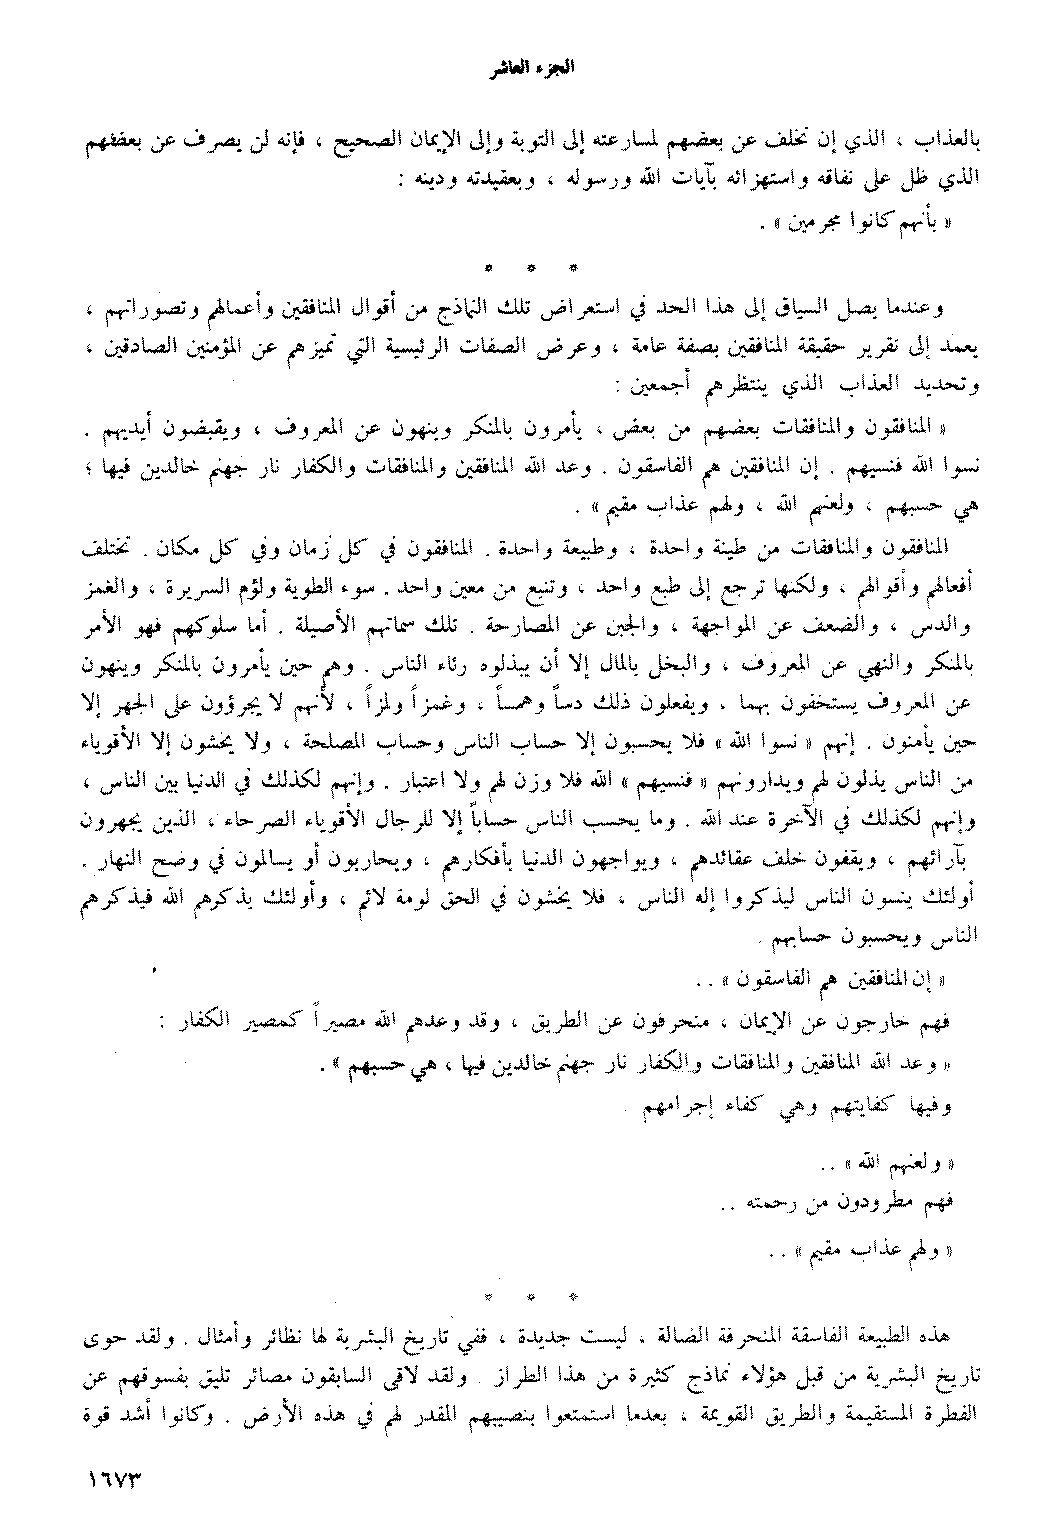 الجزء العاشر
بالعذاب ، الذي إن تخلف عن بعضهم لمسارعته إلى التوبة وإلى الإيمان الصحيح ، فإنه لن يصرف عن بعضهم
الذي ظل على نفاقه واستهزائه بآيات الله ورسوله ، وبعقيدته ودينه :
« بأنهم كانوا مجرمين » .
* * *
وعندما يصل السياق إلى هذا الحد في استعراض تلك النماذج من أقوال المنافقين وأعمالهم وتصوراتهم ،
يعمد إلى تقرير حقيقة المنافقين بصفة عامة ، وعرض الصفات الرئيسية التي تميزهم عن المؤمنين الصادقين ،
وتحديد العذاب الذي ينتظرهم أجمعين :
« المنافقون والمنافقات بعضهم من بعض ، يأمرون بالمنكر وينهون عن المعروف ، ويقبضون أيديهم .
نسوا الله فنسيهم . إن المنافقين هم الفاسقون . وعد الله المنافقين والمنافقات والكفار نار جهنم خالدين فيها ؛
هي حسبهم ، ولعنهم الله ، ولهم عذاب مقيم » .
المنافقون والمنافقات من طينة واحدة ، وطبيعة واحدة . المنافقون في كل زمان وفي كل مكان . تختلف
أفعالهم وأقوالهم ، ولكنها ترجع إلى طبع واحد ، وتنبع من معين واحد . سوء الطوية ولؤم السريرة ، والغمز
والدس ، والضعف عن المواجهة ، والجبن عن المصارحة . تلك سماتهم الأصيلة . أما سلوكهم فهو الأمر
بالمنكر والنهي عن المعروف ، والبخل بالمال إلا أن يبذلوه رئاء الناس . وهم حين يأمرون بالمنكر وينهون
عن المعروف يستخفون بهما ، ويفعلون ذلك دساً وهمساً ، وغمزاً ولمزاً ، لأنهم لا يجرؤون على الجهر إلا
حين يأمنون . إنهم « نسوا الله » فلا يحسبون إلا حساب الناس وحساب المصلحة ، ولا يخشون إلا الأقوياء
من الناس يذلون لهم ويدارونهم « فنسيهم » الله فلا وزن لهم ولا اعتبار . وإنهم لكذلك في الدنيا بين الناس ،
وإنهم لكذلك في الآخرة عند الله . وما يحسب الناس حساباً إلا للرجال الأقوياء الصرحاء ، الذين يجهرون
بآرائهم ، ويقفون خلف عقائدهم ، ويواجهون الدنيا بأفكارهم ، ويحاربون أو يسالمون في وضح النهار .
أولئك ينسون الناس ليذكروا إله الناس ، فلا يخشون في الحق لومة لائم ، وأولئك يذكرهم الله فيذكرهم
الناس ويحسبون حسابهم .
« إن المنافقين هم الفاسقون » . .
فهم خارجون عن الإيمان ، منحرفون عن الطريق ، وقد وعدهم الله مصيراً كمصير الكفار :
« وعد الله المنافقين والمنافقات والكفار نار جهنم خالدين فيها ، هي حسبهم » .
وفيها كفايتهم وهي كفاء إجرامهم .
« ولعنهم الله » . .
فهم مطرودون من رحمته . .
« ولهم عذاب مقيم » . .
* * *
هذه الطبيعة الفاسقة المنحرفة الضالة ، ليست جديدة ، ففي تاريخ البشرية لها نظائر وأمثال . ولقد حوى
تاريخ البشرية من قبل هؤلاء نماذج كثيرة من هذا الطراز . ولقد لاقى السابقون مصائر تليق بفسوقهم عن
الفطرة المستقيمة والطريق القويمة ، بعدما استمتعوا بنصيبهم المقدر لهم في هذه الأرض . وكانوا أشد قوة
١٦٧٣